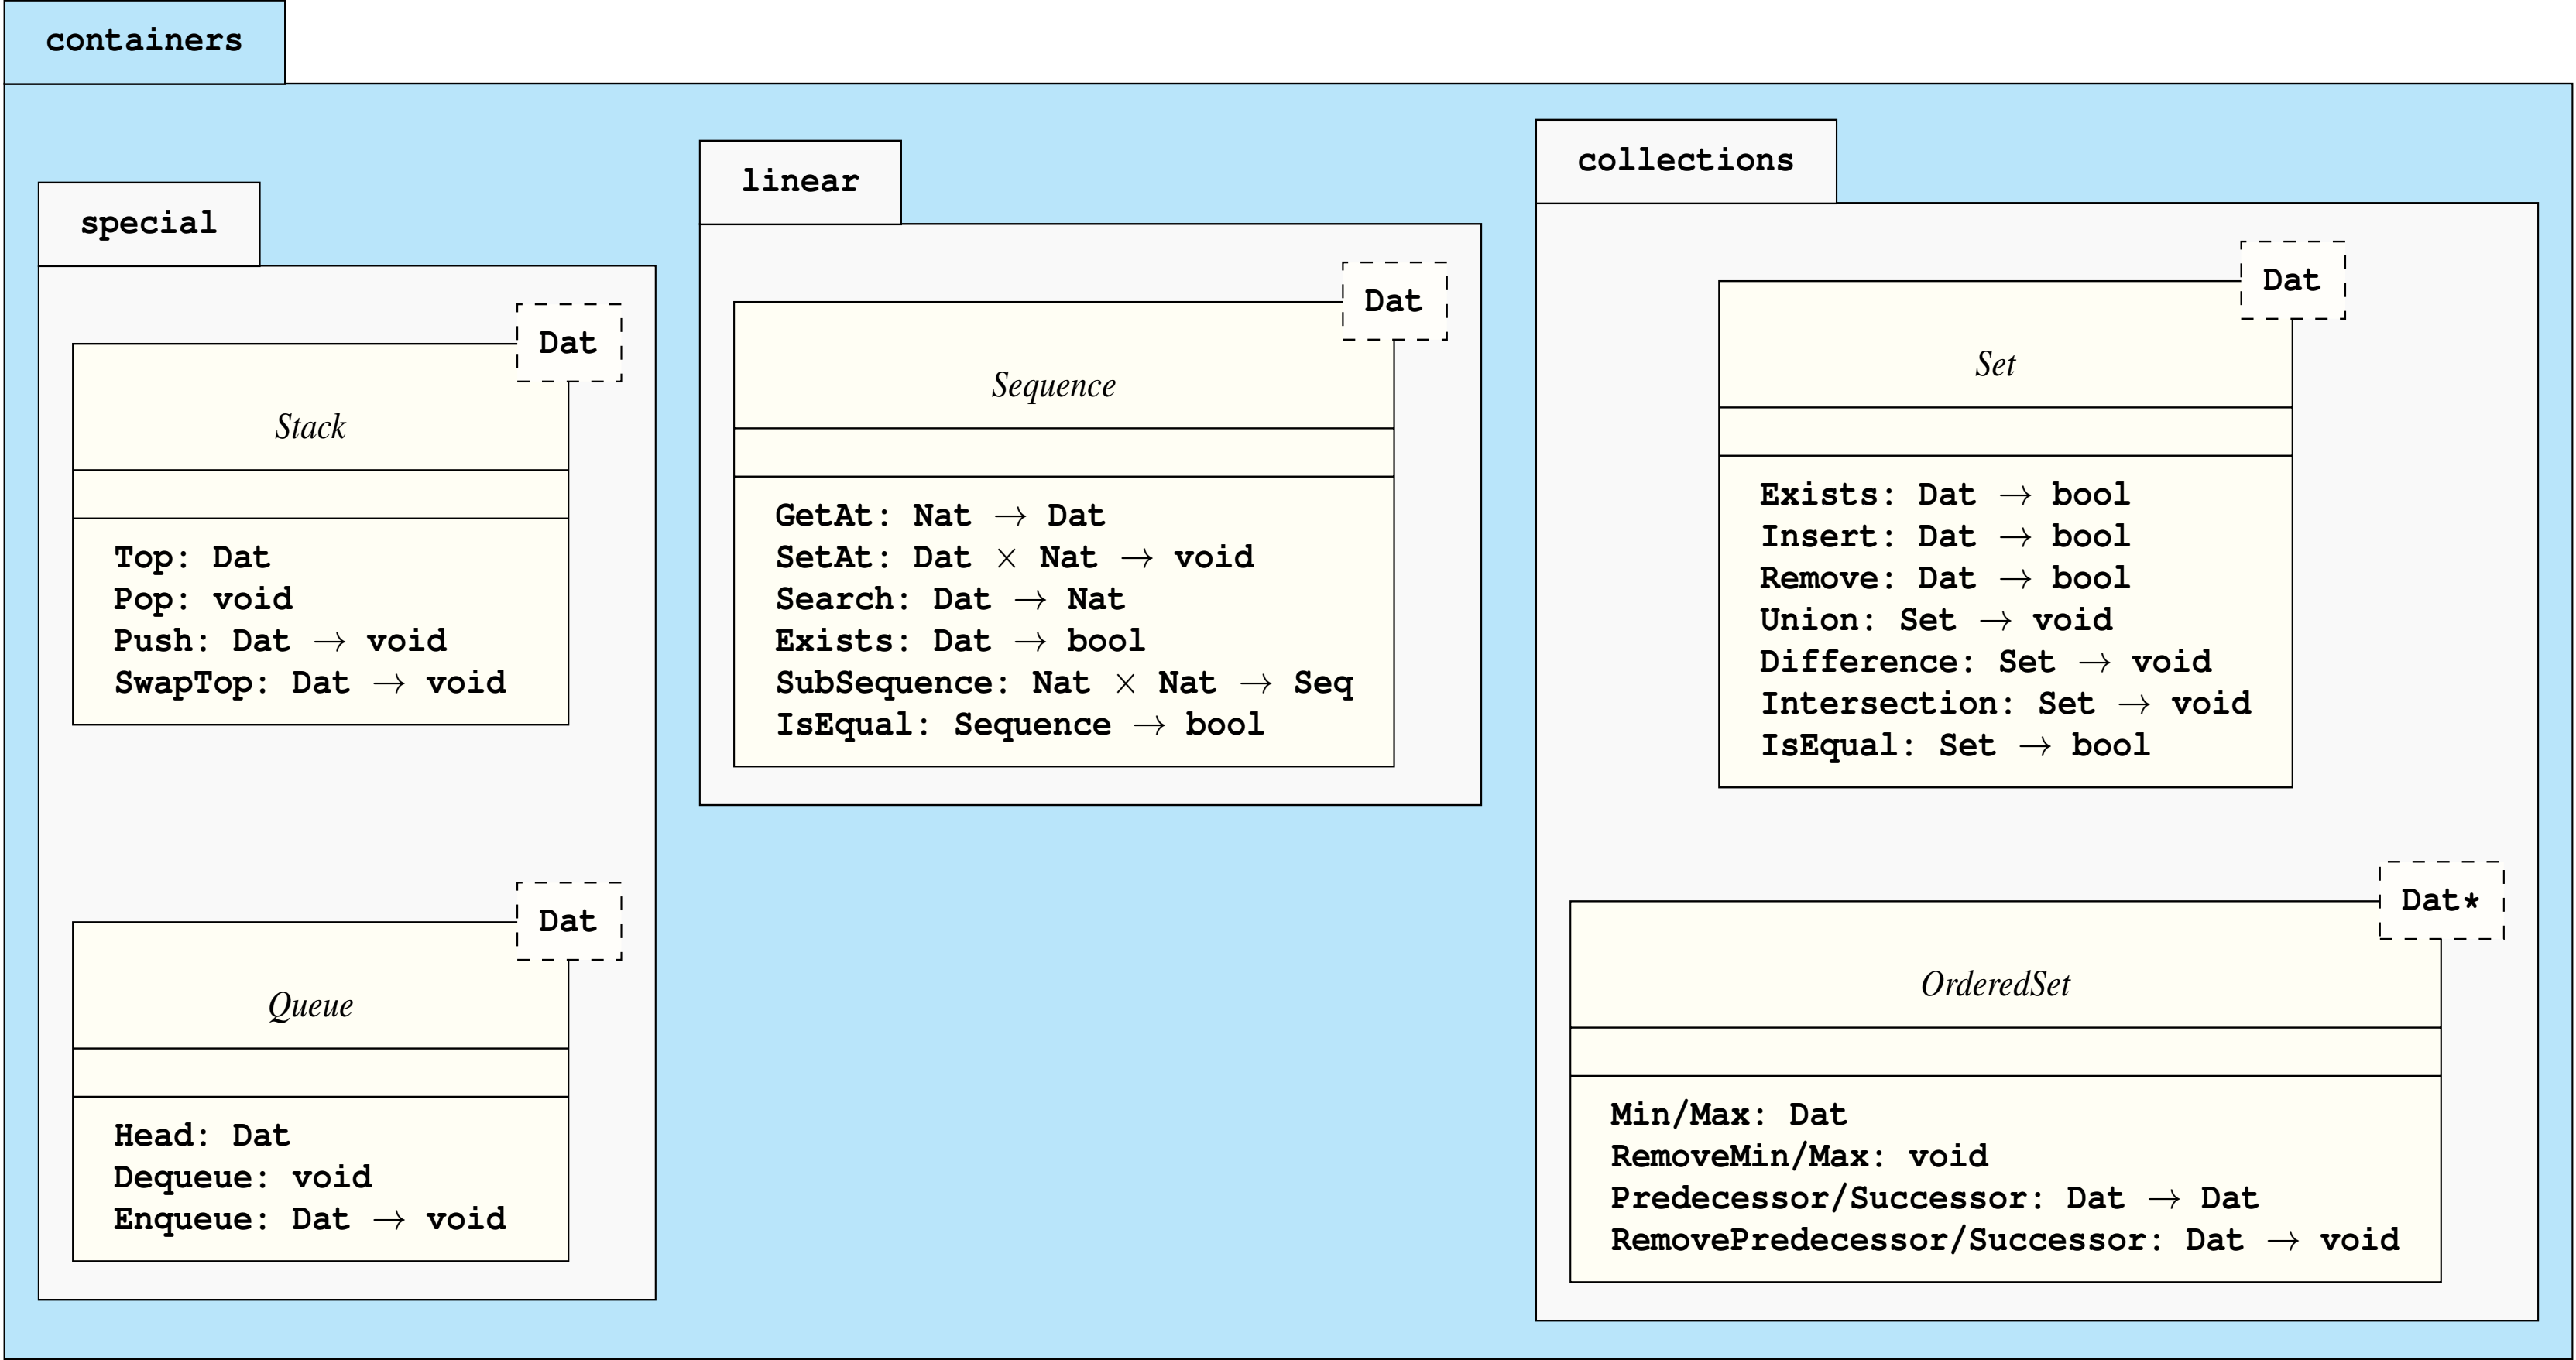 containers
special
Dat
Stack
Top: Dat
Pop: void
Push: Dat → void
SwapTop: Dat → void
Dat
Queue
Head: Dat
Dequeue: void
Enqueue: Dat → void
linear
Dat
Sequence
GetAt: Nat → Dat
SetAt: Dat × Nat → void
Search: Dat → Nat
Exists: Dat → bool
SubSequence: Nat × Nat → Seq
IsEqual: Sequence → bool
collections
Dat
Set
Exists: Dat → bool
Insert: Dat → bool
Remove: Dat → bool
Union: Set → void
Difference: Set → void
Intersection: Set → void
IsEqual: Set → bool
Dat*
OrderedSet
Min/Max: Dat
RemoveMin/Max: void
Predecessor/Successor: Dat → Dat
RemovePredecessor/Successor: Dat → void